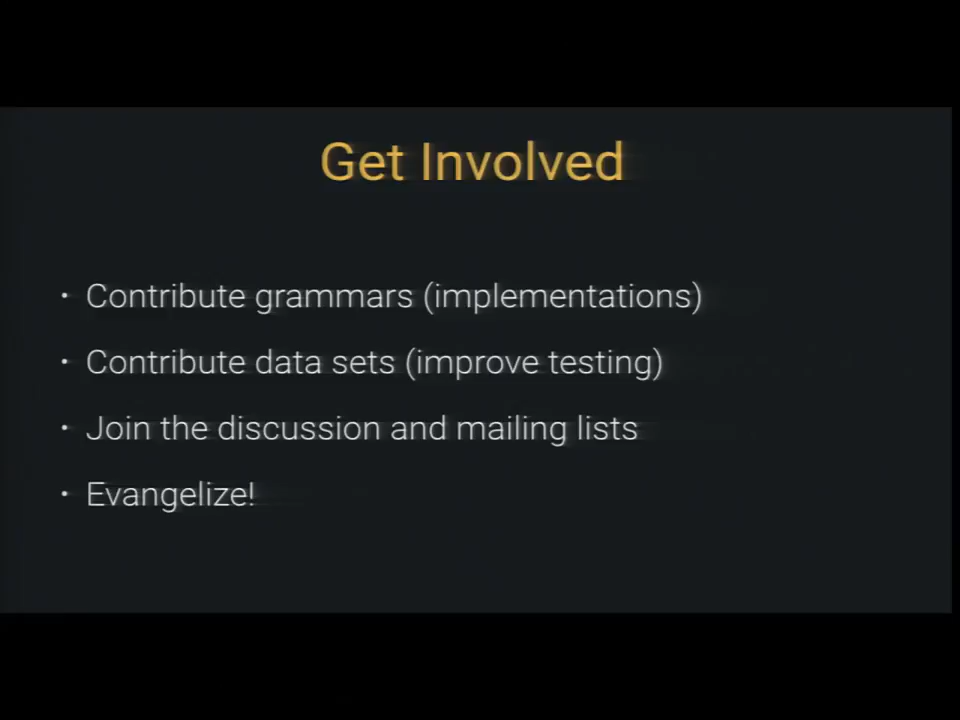 Get Involved
· Contribute grammars (implementations)
· Contribute data sets (improve testing)
· Join the discussion and mailing lists
· Evangelize!